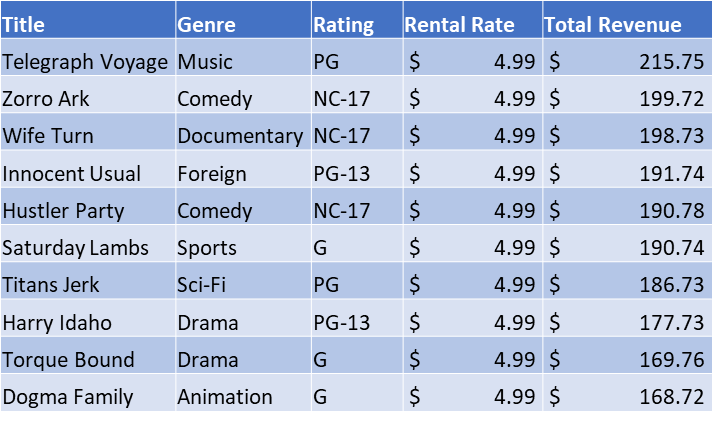 Title Genre Rating Rental Rate Total Revenue
Telegraph Voyage Music PG $ 4.99 $ 215.75
Zorro Ark Comedy NC-17 $ 4.99 $ 199.72
Wife Turn Documentary NC-17 $ 4.99 $ 198.73
Innocent Usual Foreign PG-13 $ 4.99 $ 191.74
Hustler Party Comedy NC-17 $ 4.99 $ 190.78
Saturday Lambs Sports G $ 4.99 $ 190.74
Titans Jerk Sci-Fi PG $ 4.99 $ 186.73
Harry Idaho Drama PG-13 $ 4.99 $ 177.73
Torque Bound Drama G $ 4.99 $ 169.76
Dogma Family Animation G $ 4.99 $ 168.72